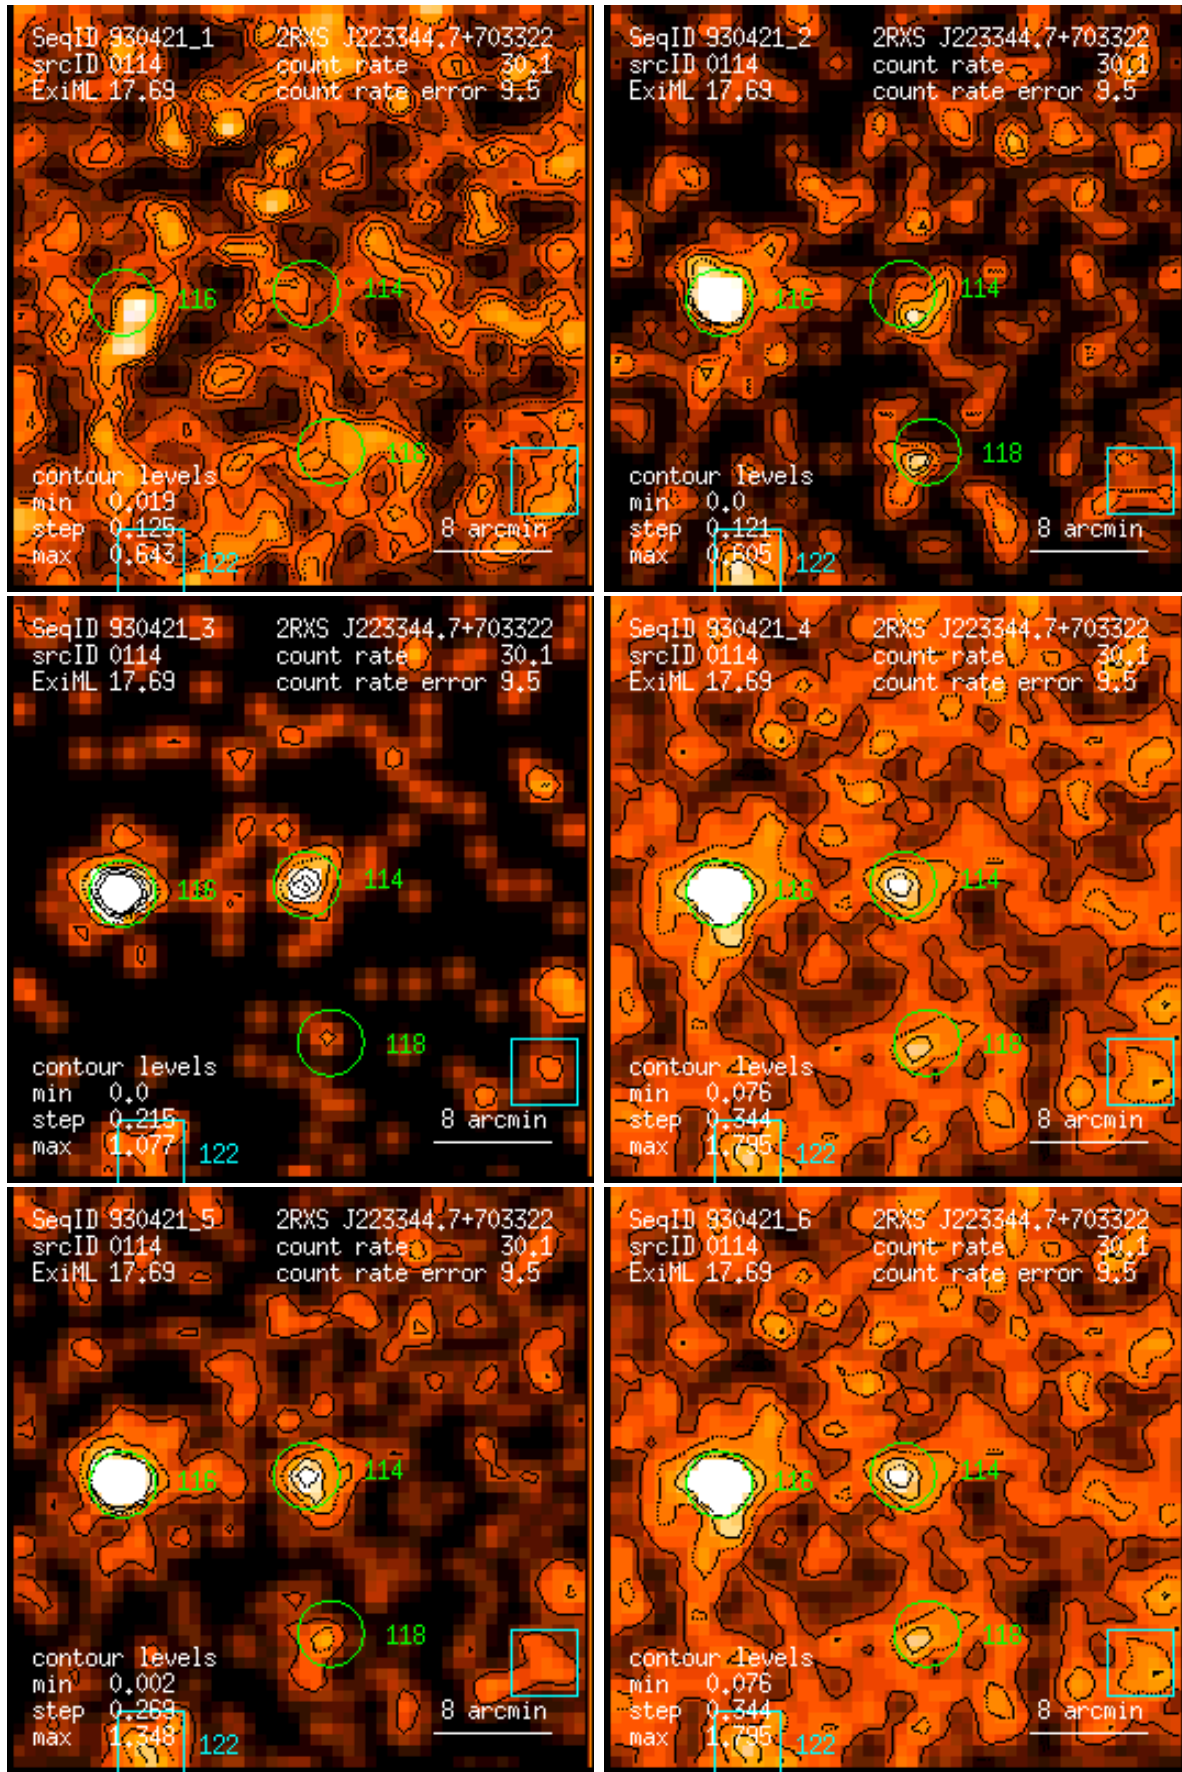 SeqID 930421_1 2RXS J223344.7+703322
srcID 0114 count rate 30.1
ExiML 17.69 count rate error 9.5
116 114
118
contour levels
min 0.019
step 0.125 8 arcmin
max 0.643 122
SeqID 930421_2 2RXS J223344.7+703322
srcID 0114 count rate 30.1
ExiML 17.69 count rate error 9.5
116 114
118
contour levels
min 0.0
step 0.121 8 arcmin
max 0.605 122
SeqID 930421_3 2RXS J223344.7+703322
srcID 0114 count rate 30.1
ExiML 17.69 count rate error 9.5
116 114
118
contour levels
min 0.0
step 0.215 8 arcmin
max 1.077 122
SeqID 930421_4 2RXS J223344.7+703322
srcID 0114 count rate 30.1
ExiML 17.69 count rate error 9.5
116 114
118
contour levels
min 0.076
step 0.344 8 arcmin
max 1.795 122
SeqID 930421_5 2RXS J223344.7+703322
srcID 0114 count rate 30.1
ExiML 17.69 count rate error 9.5
116 114
118
contour levels
min 0.002
step 0.269 8 arcmin
max 1.348 122
SeqID 930421_6 2RXS J223344.7+703322
srcID 0114 count rate 30.1
ExiML 17.69 count rate error 9.5
116 114
118
contour levels
min 0.076
step 0.344 8 arcmin
max 1.795 122